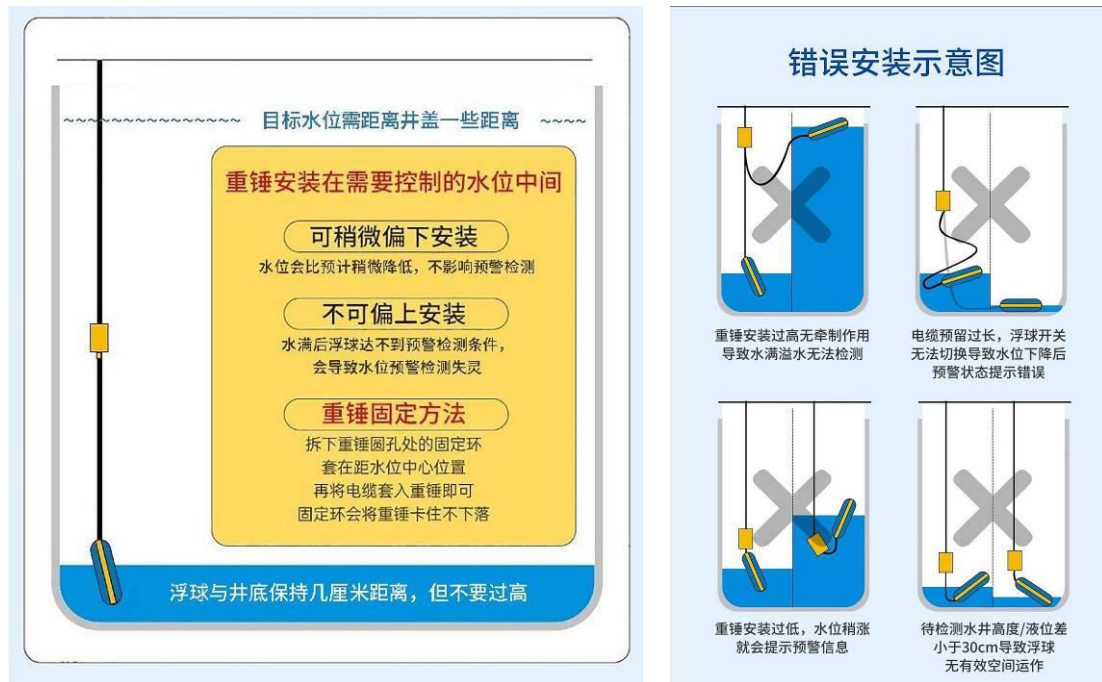 目标水位需距离井盖一些距离
重锤安装在需要控制的水位中间
可稍微偏下安装
水位会比预计稍微降低，不影响预警检测
不可偏上安装
水满后浮球达不到预警检测条件，
会导致水位预警检测失灵
重锤固定方法
拆下重锤圆孔处的固定环
套在距水位中心位置
再将电缆套入重锤即可
固定环会将重锤卡住不下落
浮球与井底保持几厘米距离，但不要过高
错误安装示意图
重锤安装过高无牵制作用
导致水满溢水无法检测
电缆预留过长，浮球开关
无法切换导致水位下降后
预警状态提示错误
重锤安装过低，水位稍涨
就会提示预警信息
待检测水井高度/液位差
小于30cm导致浮球
无有效空间运作